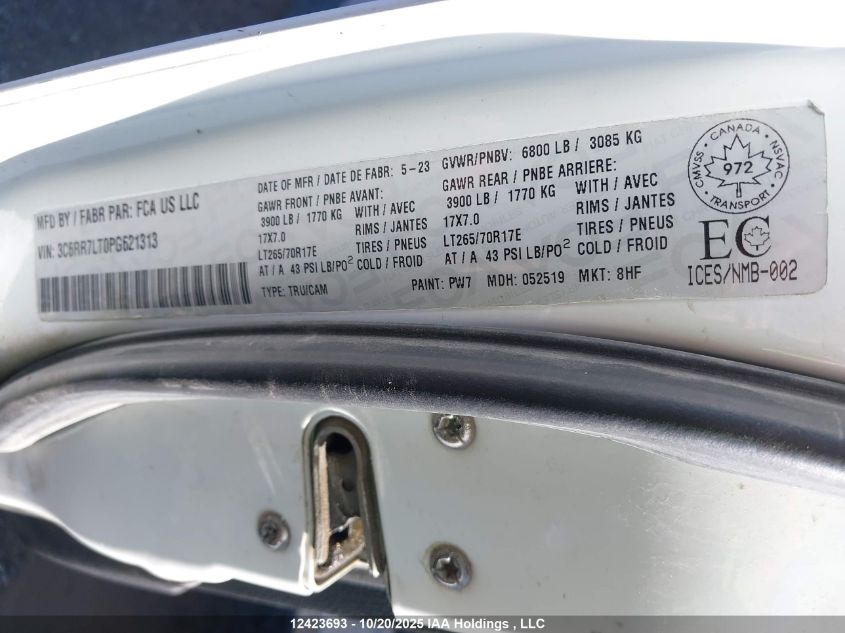 MFD BY / FABR PAR: FCA US LLC
VIN: 3C6RR7LT0PG621313
DATE OF MFR / DATE DE FABR: 5-23
GVWR/PNBV: 6800 LB / 3085 KG
GAWR FRONT / PNBE AVANT:
3900 LB / 1770 KG WITH / AVEC
17X7.0 RIMS / JANTES
LT265/70R17E TIRES / PNEUS
AT / A 43 PSI LB/PO² COLD / FROID
GAWR REAR / PNBE ARRIERE:
3900 LB / 1770 KG WITH / AVEC
17X7.0 RIMS / JANTES
LT265/70R17E TIRES / PNEUS
AT / A 43 PSI LB/PO² COLD / FROID
TYPE: TRU/CAM PAINT: PW7 MDH: 052519 MKT: 8HF
CANADA
CMVSS 972 NSVAC
TRANSPORT
EC
ICES/NMB-002
12423693 - 10/20/2025 IAA Holdings , LLC